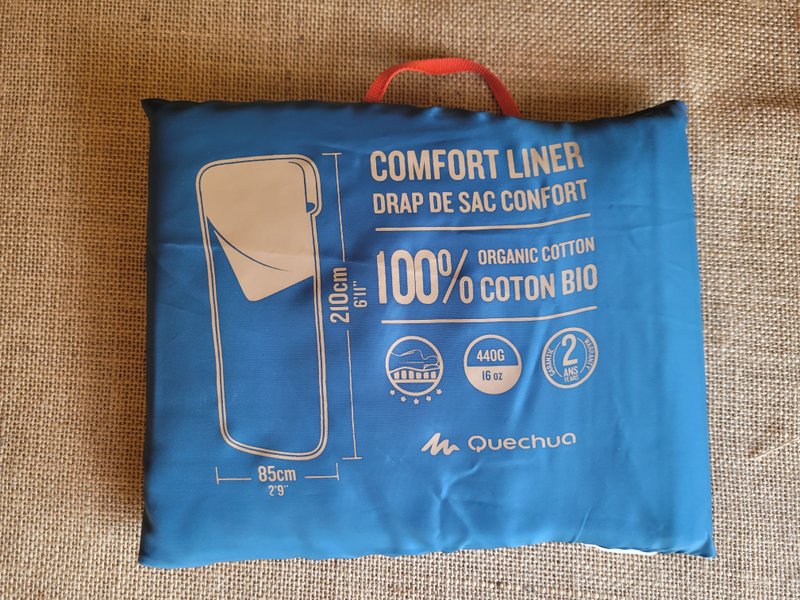 COMFORT LINER
DRAP DE SAC CONFORT
100% ORGANIC COTTON
COTON BIO
210cm
6'11"
440G
16 oz
GARANTIE
2
ANS
YEARS
WARRANTY
Quechua
85cm
2'9"